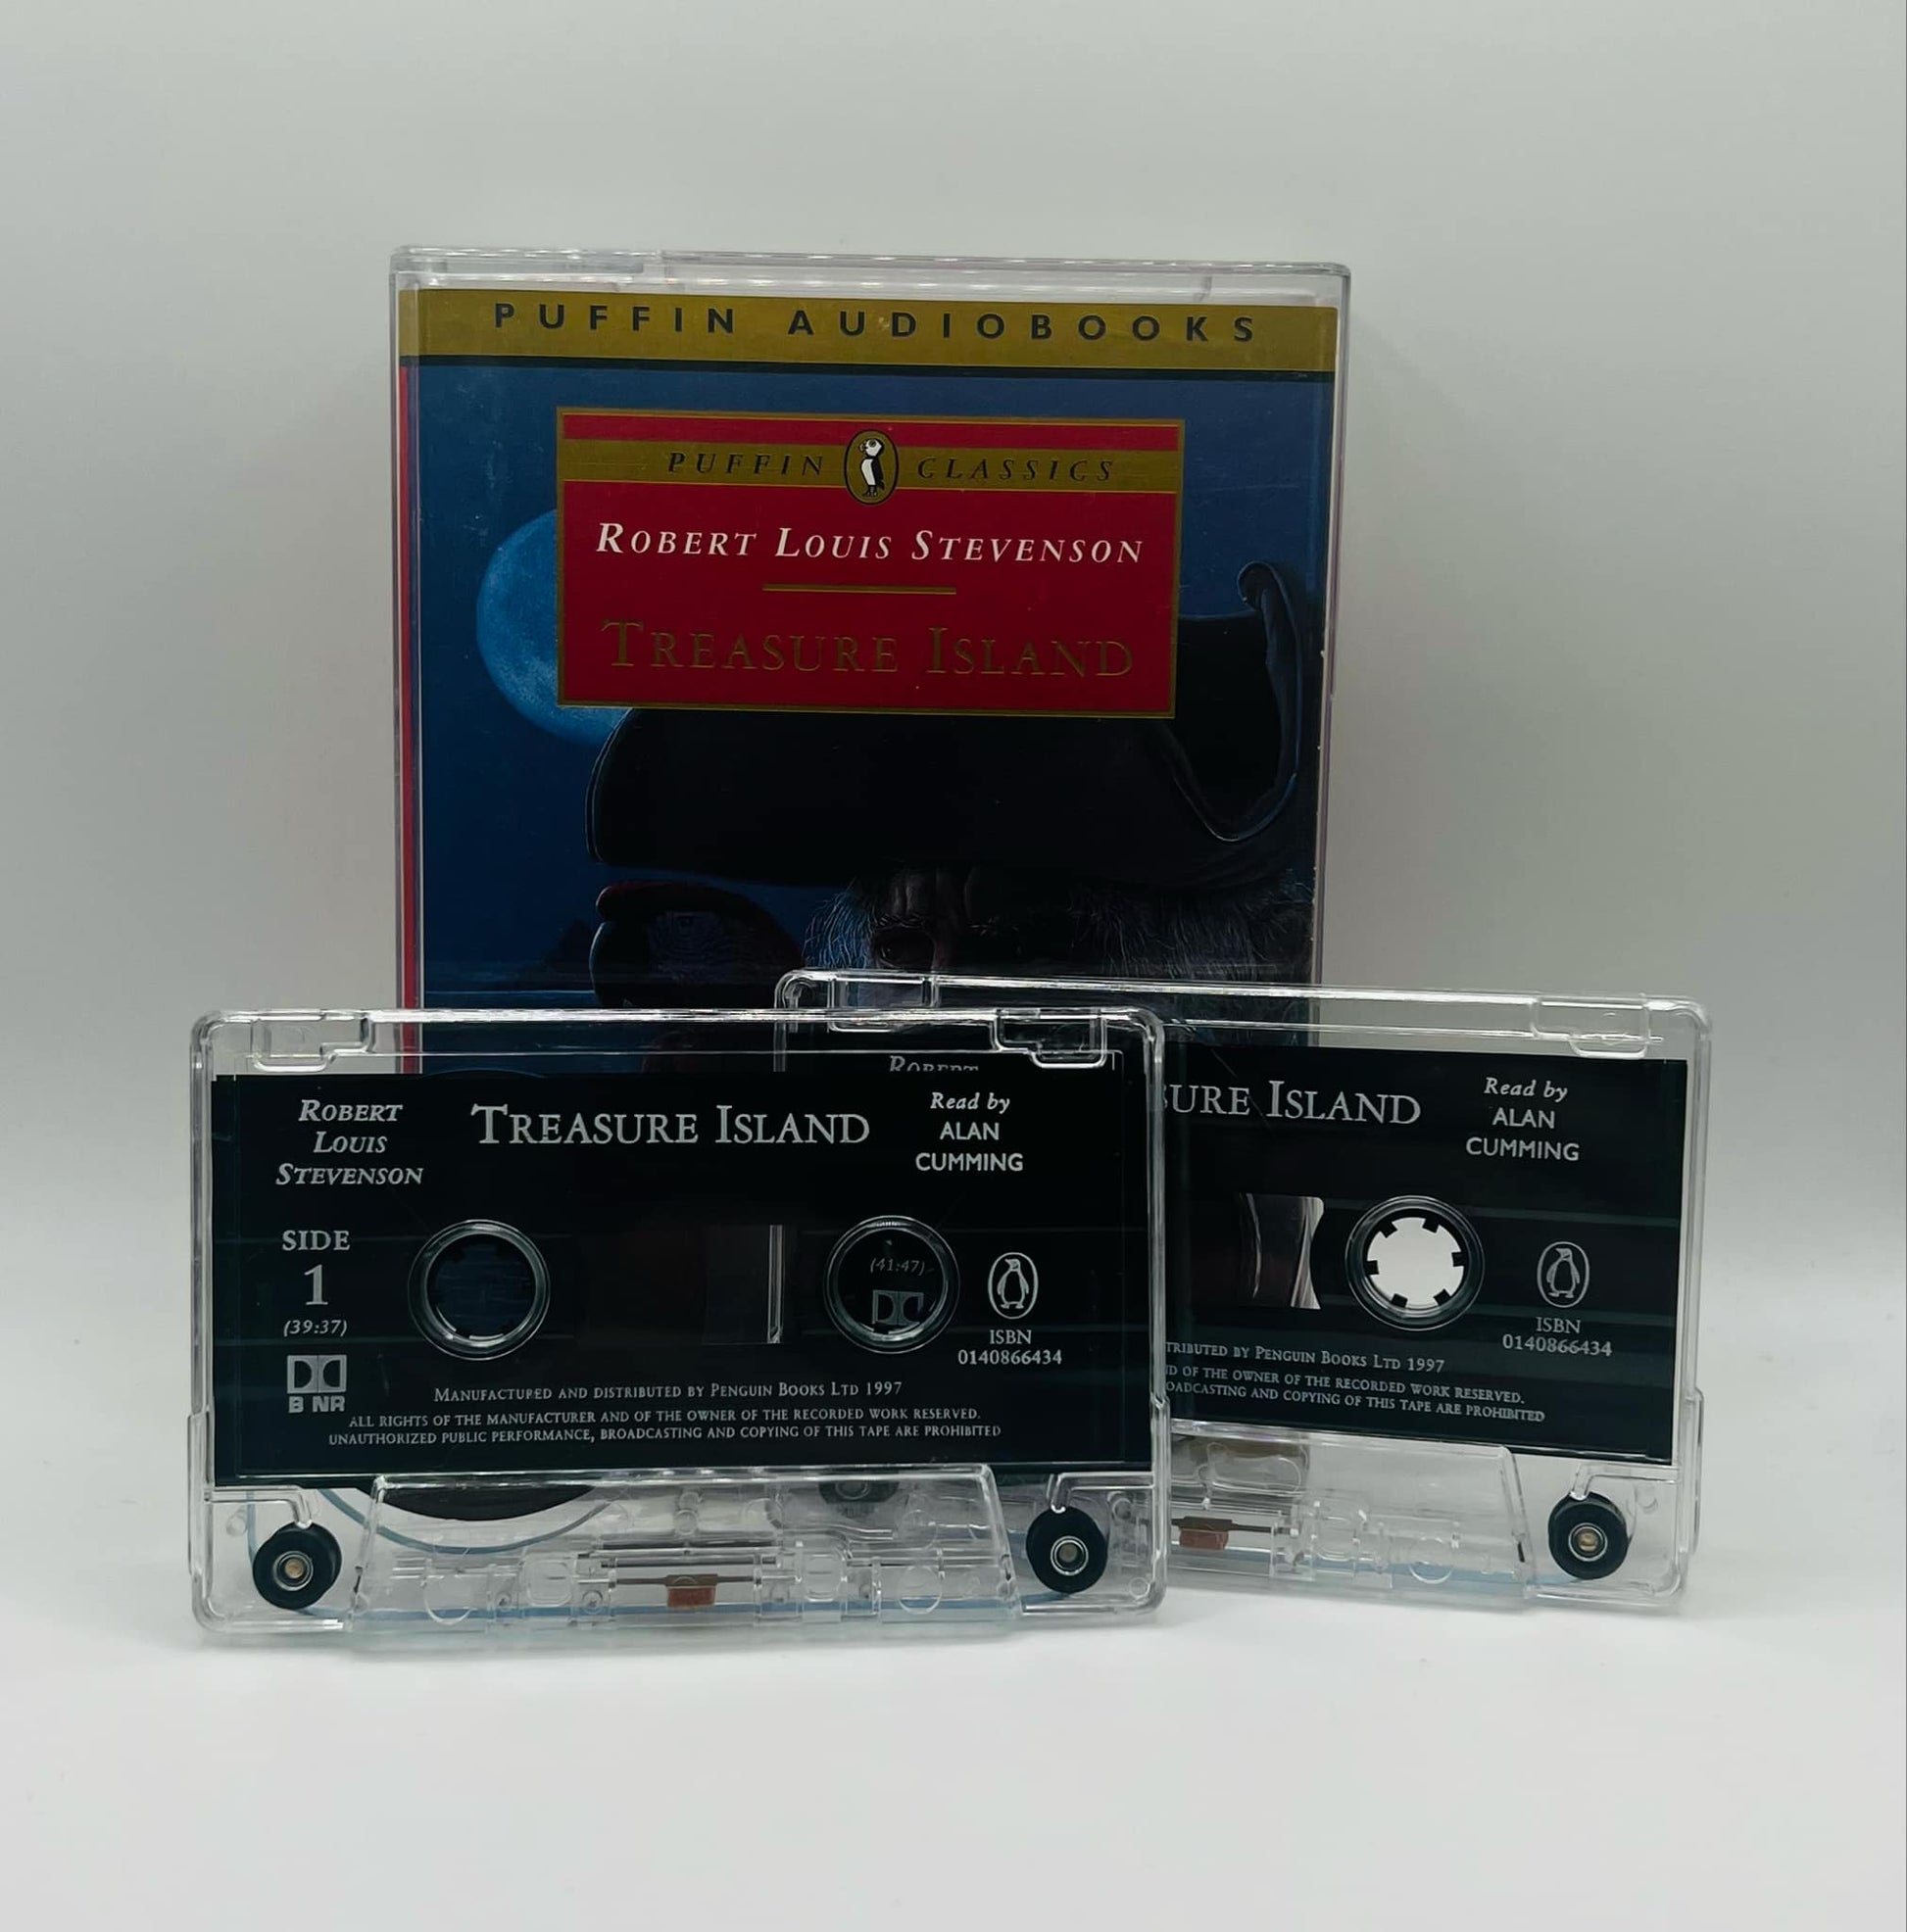 PUFFIN AUDIOBOOKS
PUFFIN CLASSICS
ROBERT LOUIS STEVENSON
TREASURE ISLAND
ROBERT
LOUIS
STEVENSON
TREASURE ISLAND
Read by
ALAN
CUMMING
SIDE
1
(39:37)
B NR
(41:47)
ISBN
0140866434
MANUFACTURED AND DISTRIBUTED BY PENGUIN BOOKS LTD 1997
ALL RIGHTS OF THE MANUFACTURER AND OF THE OWNER OF THE RECORDED WORK RESERVED.
UNAUTHORIZED PUBLIC PERFORMANCE, BROADCASTING AND COPYING OF THIS TAPE ARE PROHIBITED
ROBERT
SURE ISLAND
Read by
ALAN
CUMMING
ISBN
0140866434
TRIBUTED BY PENGUIN BOOKS LTD 1997
D OF THE OWNER OF THE RECORDED WORK RESERVED.
OADCASTING AND COPYING OF THIS TAPE ARE PROHIBITED